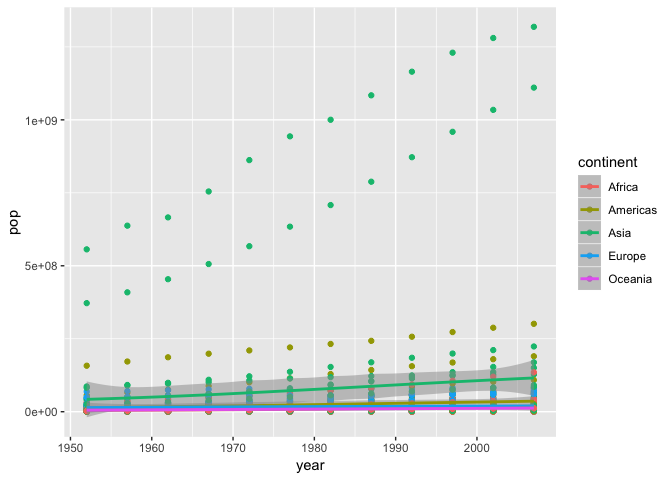 1e+09
5e+08
0e+00
pop
1950
1960
1970
1980
1990
2000
year
continent
Africa
Americas
Asia
Europe
Oceania